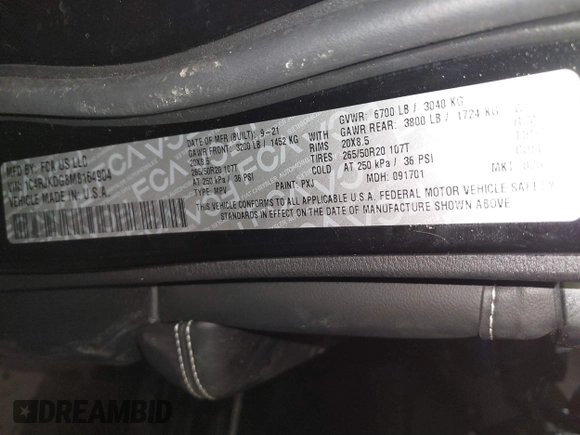 MFD BY: FCA US LLC
DATE OF MFR (BUILT): 9-21
GVWR: 6700 LB / 3040 KG
GAWR FRONT: 3200 LB / 1452 KG WITH
GAWR REAR: 3800 LB / 1724 KG
20X8.5 RIMS 20X8.5
265/50R20 107T TIRES 265/50R20 107T
AT 250 kPa / 36 PSI COLD AT 250 kPa / 36 PSI
VIN:
VEHICLE MADE IN: U.S.A.
TYPE: MPV PAINT: PXJ MDH: 091701
THIS VEHICLE CONFORMS TO ALL APPLICABLE U.S.A. FEDERAL MOTOR VEHICLE SAFETY
STANDARDS IN EFFECT ON THE DATE OF MANUFACTURE SHOWN ABOVE
DREAMBID